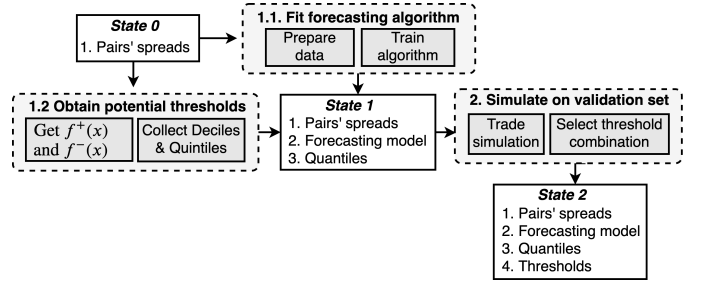 State 0
1. Pairs' spreads
1.1. Fit forecasting algorithm
Prepare
data
Train
algorithm
1.2 Obtain potential thresholds
Get f⁺(x)
and f⁻(x)
Collect Deciles
& Quintiles
State 1
1. Pairs' spreads
2. Forecasting model
3. Quantiles
2. Simulate on validation set
Trade
simulation
Select threshold
combination
State 2
1. Pairs' spreads
2. Forecasting model
3. Quantiles
4. Thresholds